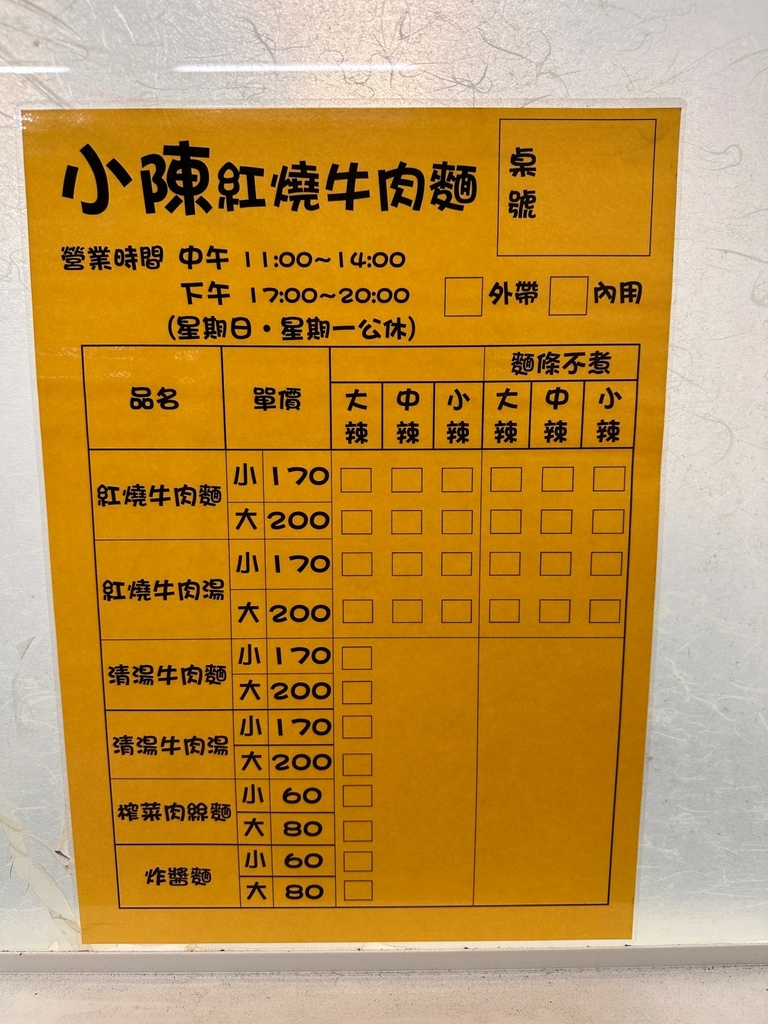 小陳紅燒牛肉麵
桌號
營業時間 中午 11:00~14:00
下午 17:00~20:00
(星期日・星期一公休)
外帶 內用
品名 單價 麵條不煮
大辣 中辣 小辣 大辣 中辣 小辣
紅燒牛肉麵 小 170
大 200
紅燒牛肉湯 小 170
大 200
清湯牛肉麵 小 170
大 200
清湯牛肉湯 小 170
大 200
榨菜肉絲麵 小 60
大 80
炸醬麵 小 60
大 80